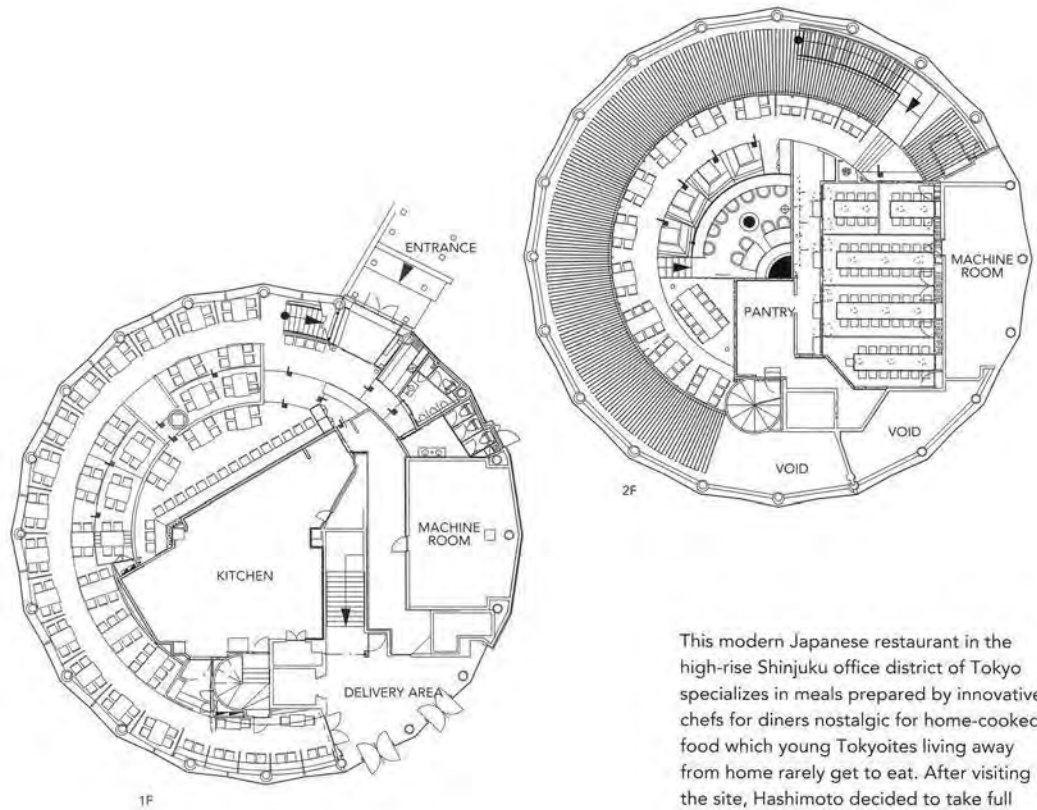 ENTRANCE
MACHINE
ROOM
KITCHEN
DELIVERY AREA
1F
MACHINE
ROOM
PANTRY
VOID
VOID
2F
This modern Japanese restaurant in the
high-rise Shinjuku office district of Tokyo
specializes in meals prepared by innovative
chefs for diners nostalgic for home-cooked
food which young Tokyoites living away
from home rarely get to eat. After visiting
the site, Hashimoto decided to take full